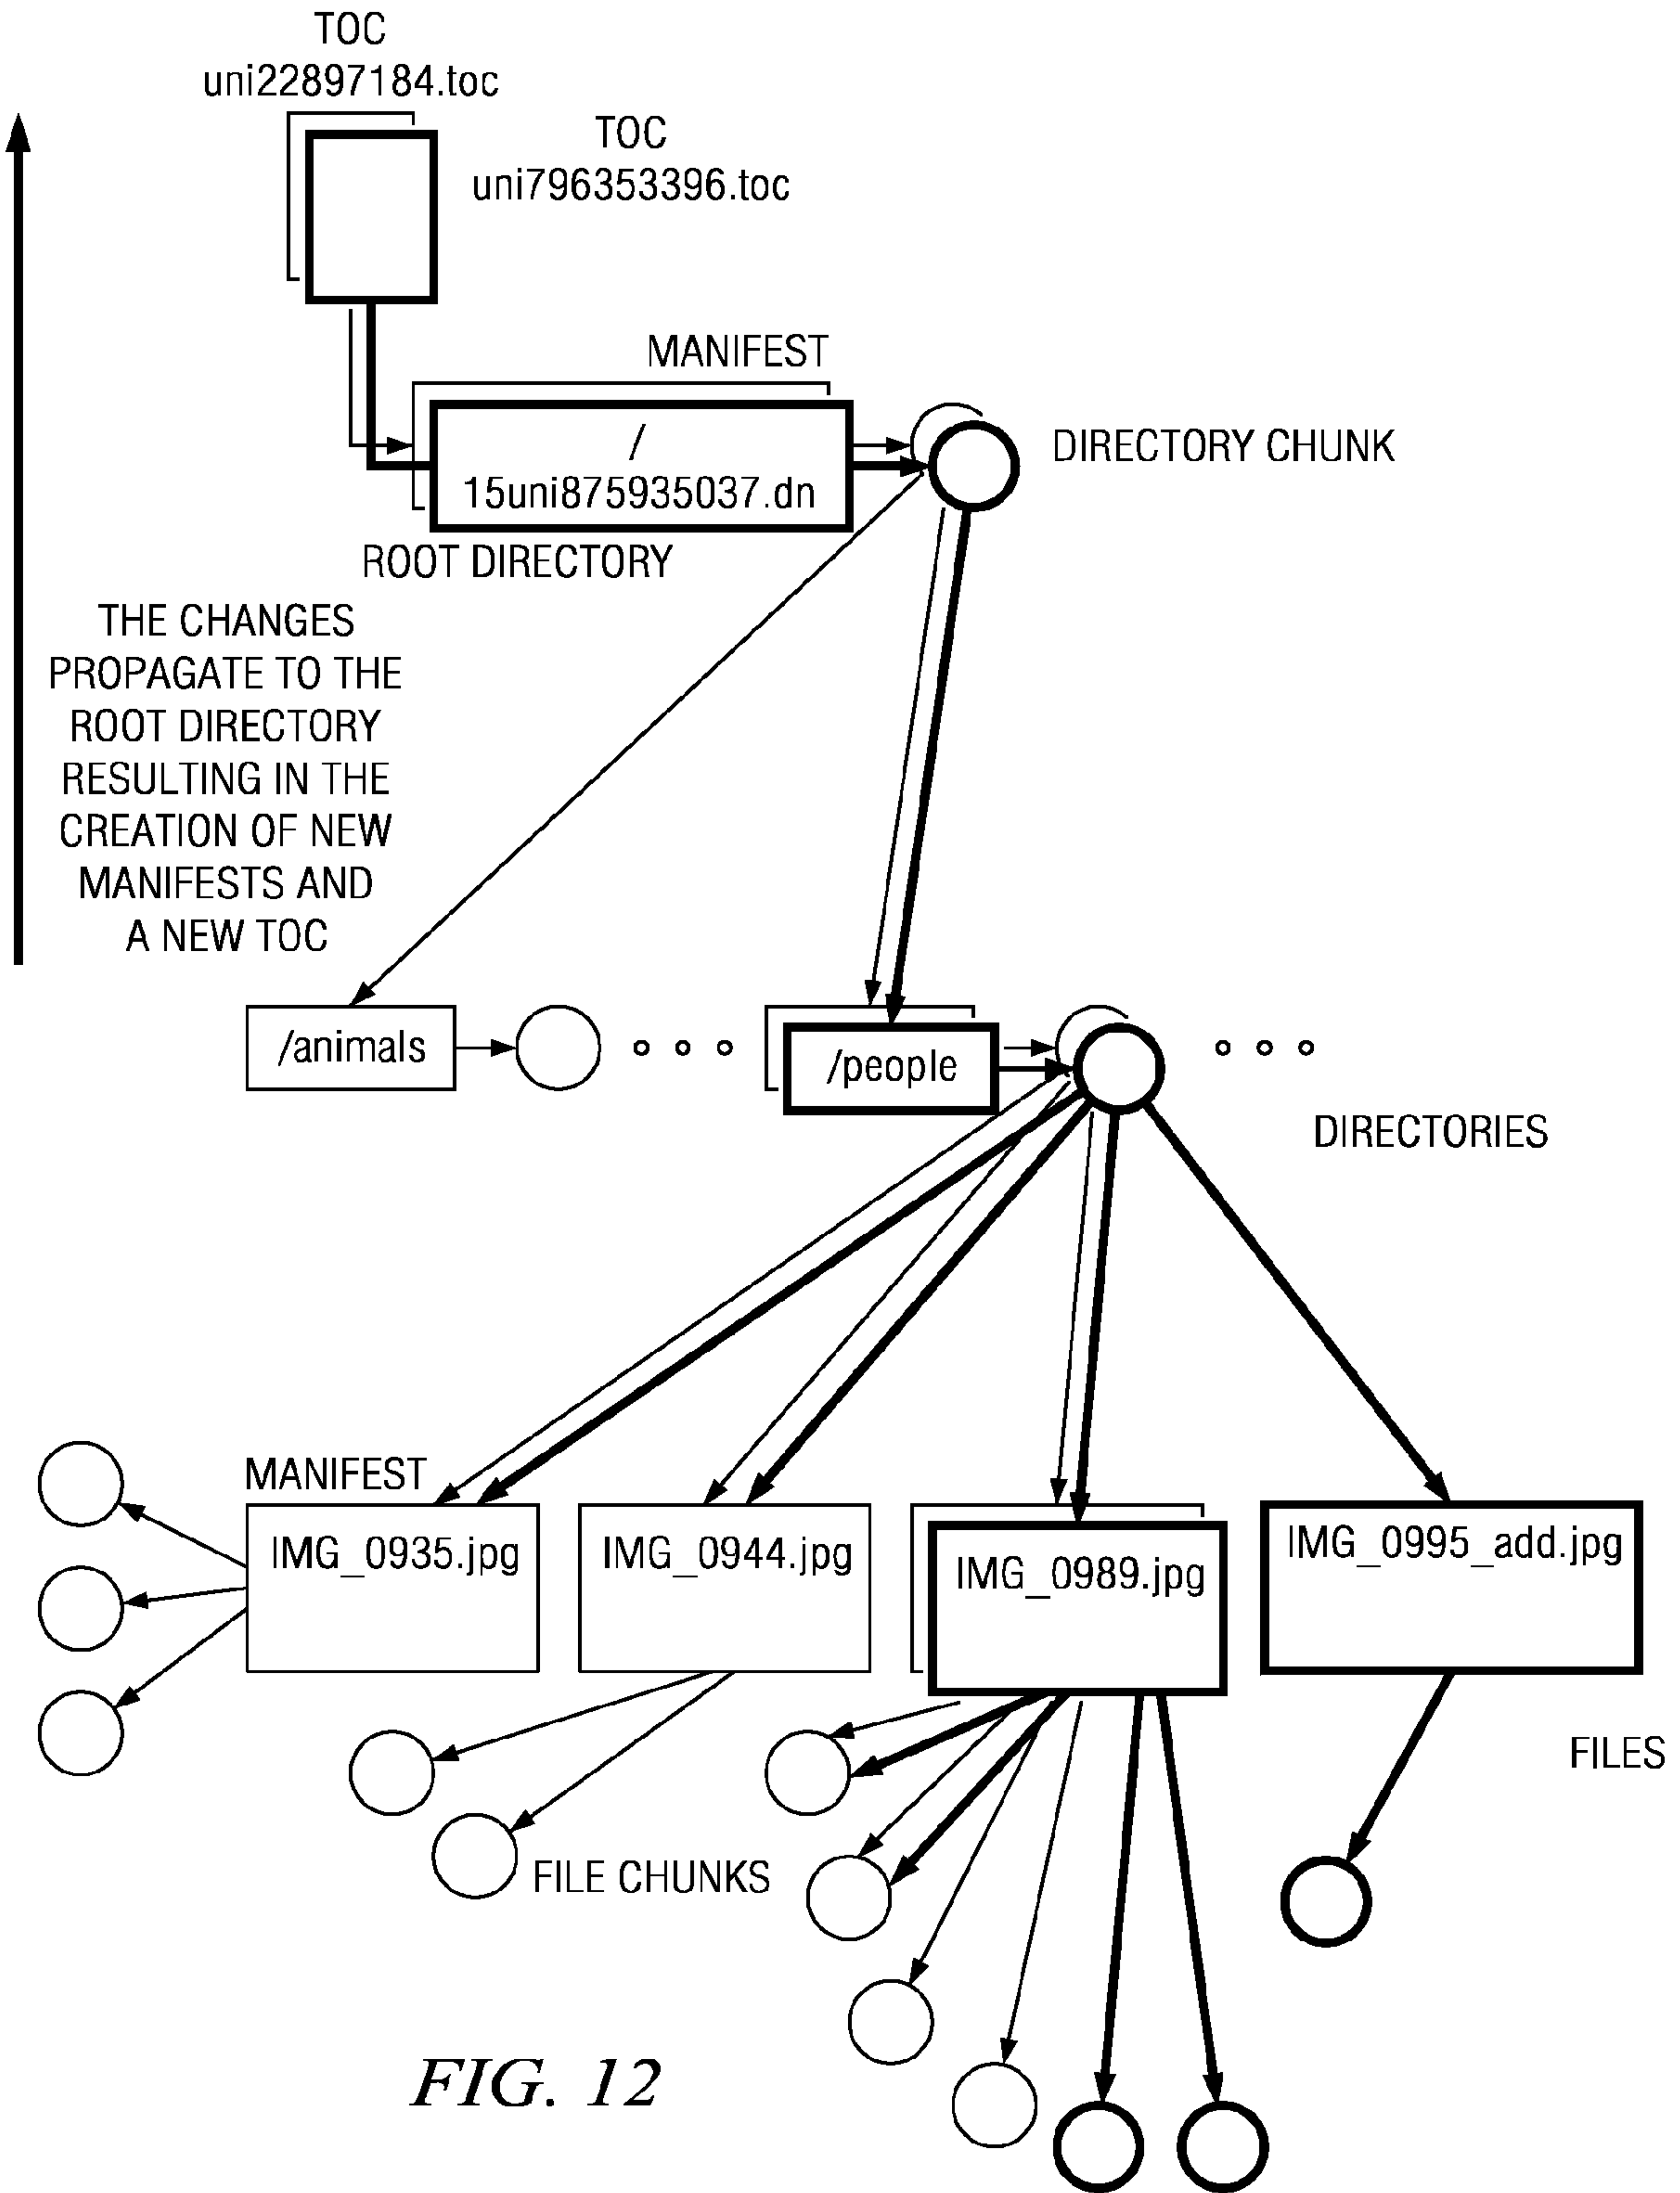 TOC
uni22897184.toc
TOC
uni796353396.toc
MANIFEST
/
15uni875935037.dn
DIRECTORY CHUNK
ROOT DIRECTORY
THE CHANGES
PROPAGATE TO THE
ROOT DIRECTORY
RESULTING IN THE
CREATION OF NEW
MANIFESTS AND
A NEW TOC
/animals
/people
DIRECTORIES
MANIFEST
IMG_0935.jpg
IMG_0944.jpg
IMG_0989.jpg
IMG_0995_add.jpg
FILES
FILE CHUNKS
FIG. 12